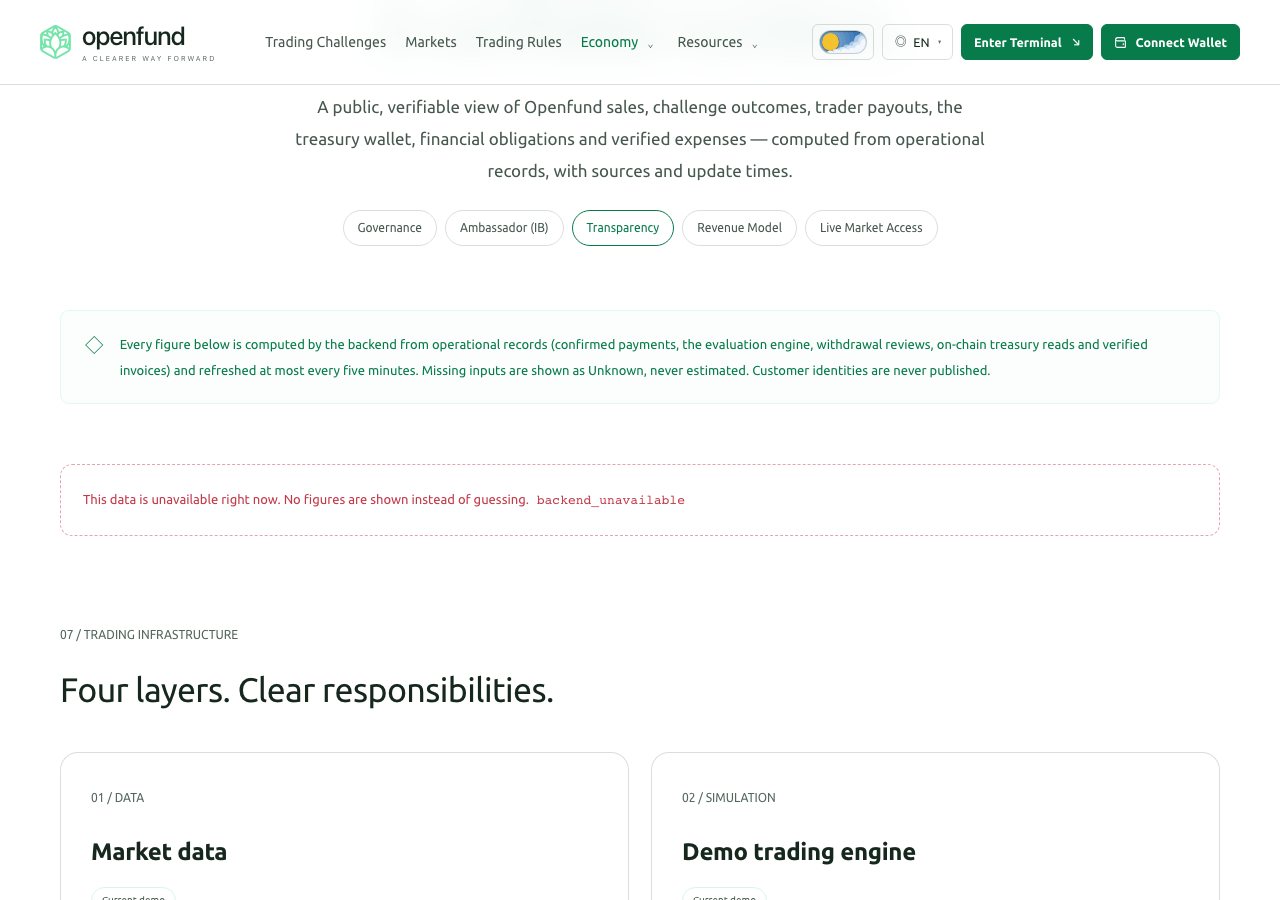 openfund
A CLEARER WAY FORWARD
Trading Challenges
Markets
Trading Rules
Economy
Resources
EN
Enter Terminal
Connect Wallet
A public, verifiable view of Openfund sales, challenge outcomes, trader payouts, the
treasury wallet, financial obligations and verified expenses — computed from operational
records, with sources and update times.
Governance
Ambassador (IB)
Transparency
Revenue Model
Live Market Access
Every figure below is computed by the backend from operational records (confirmed payments, the evaluation engine, withdrawal reviews, on-chain treasury reads and verified
invoices) and refreshed at most every five minutes. Missing inputs are shown as Unknown, never estimated. Customer identities are never published.
This data is unavailable right now. No figures are shown instead of guessing. backend_unavailable
07 / TRADING INFRASTRUCTURE
Four layers. Clear responsibilities.
01 / DATA
Market data
Current demo
02 / SIMULATION
Demo trading engine
Current demo